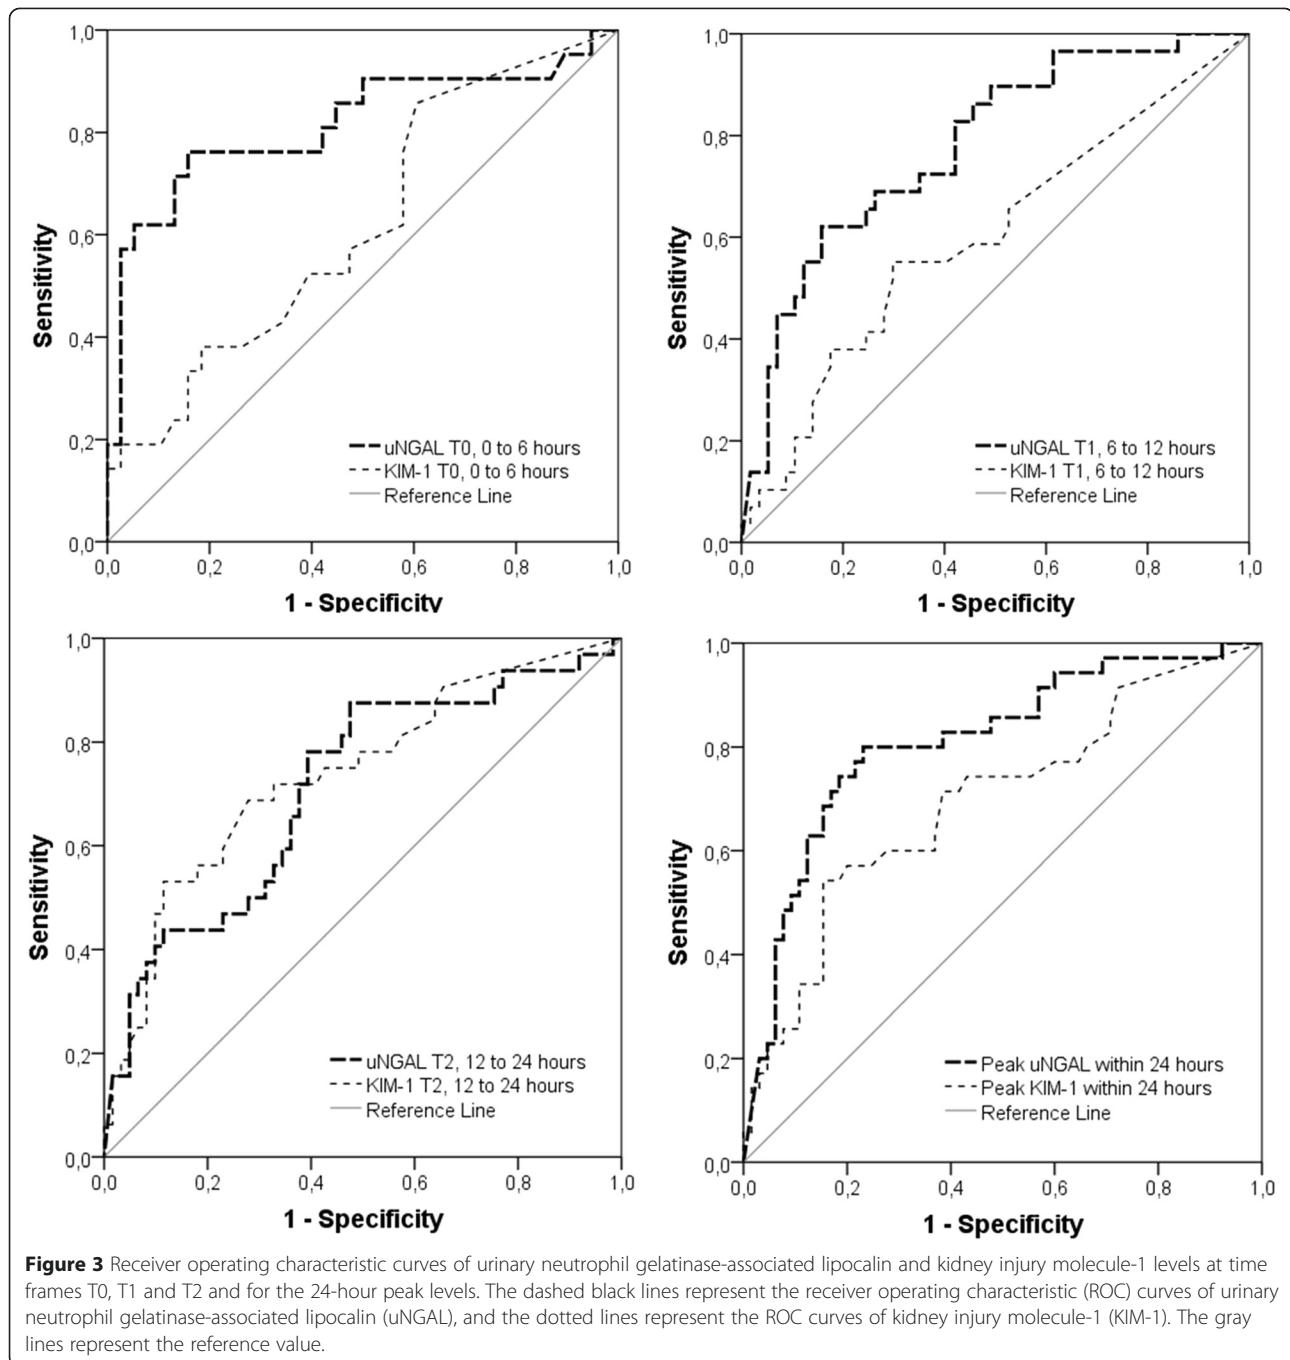 1,0
0,8
0,6
0,4
0,2
0,0
Sensitivity
uNGAL T0, 0 to 6 hours
KIM-1 T0, 0 to 6 hours
Reference Line
0,0 0,2 0,4 0,6 0,8 1,0
1 - Specificity
1,0
0,8
0,6
0,4
0,2
0,0
Sensitivity
uNGAL T1, 6 to 12 hours
KIM-1 T1, 6 to 12 hours
Reference Line
0,0 0,2 0,4 0,6 0,8 1,0
1 - Specificity
1,0
0,8
0,6
0,4
0,2
0,0
Sensitivity
uNGAL T2, 12 to 24 hours
KIM-1 T2, 12 to 24 hours
Reference Line
0,0 0,2 0,4 0,6 0,8 1,0
1 - Specificity
1,0
0,8
0,6
0,4
0,2
0,0
Sensitivity
Peak uNGAL within 24 hours
Peak KIM-1 within 24 hours
Reference Line
0,0 0,2 0,4 0,6 0,8 1,0
1 - Specificity
Figure 3 Receiver operating characteristic curves of urinary neutrophil gelatinase-associated lipocalin and kidney injury molecule-1 levels at time
frames T0, T1 and T2 and for the 24-hour peak levels. The dashed black lines represent the receiver operating characteristic (ROC) curves of urinary
neutrophil gelatinase-associated lipocalin (uNGAL), and the dotted lines represent the ROC curves of kidney injury molecule-1 (KIM-1). The gray
lines represent the reference value.